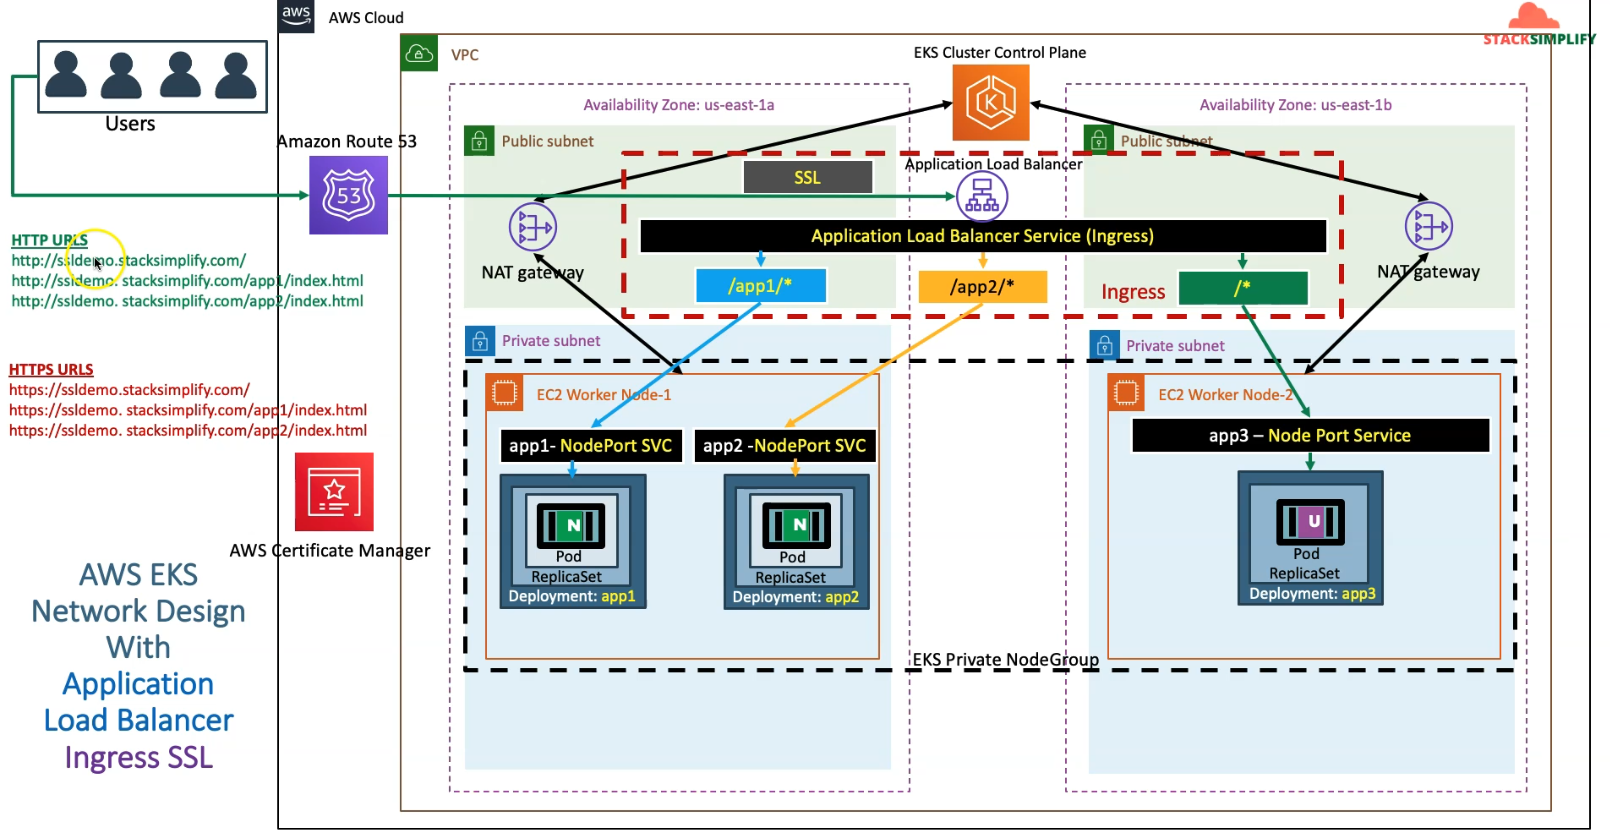 aws
AWS Cloud
STACKSIMPLIFY
VPC
EKS Cluster Control Plane
Users
Availability Zone: us-east-1a
Availability Zone: us-east-1b
Amazon Route 53
53
Public subnet
Public subnet
Application Load Balancer
SSL
K
Application Load Balancer Service (Ingress)
NAT gateway
NAT gateway
/app1/*
/app2/*
Ingress
/*
HTTP URLS
http://ssldemo.stacksimplify.com/
http://ssldemo. stacksimplify.com/app1/index.html
http://ssldemo. stacksimplify.com/app2/index.html
HTTPS URLS
https://ssldemo.stacksimplify.com/
https://ssldemo. stacksimplify.com/app1/index.html
https://ssldemo. stacksimplify.com/app2/index.html
AWS Certificate Manager
Private subnet
Private subnet
EC2 Worker Node-1
EC2 Worker Node-2
app1- NodePort SVC
app2 -NodePort SVC
app3 – Node Port Service
N
Pod
ReplicaSet
Deployment: app1
N
Pod
ReplicaSet
Deployment: app2
U
Pod
ReplicaSet
Deployment: app3
EKS Private NodeGroup
AWS EKS
Network Design
With
Application
Load Balancer
Ingress SSL